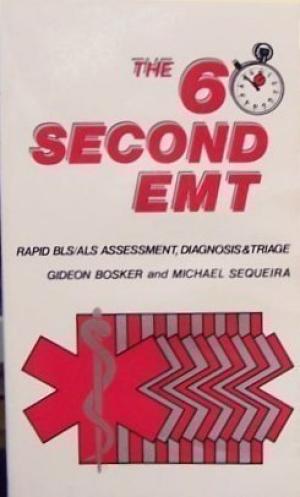 THE 60
SECOND
EMT
RAPID BLS/ALS ASSESSMENT, DIAGNOSIS & TRIAGE
GIDEON BOSKER and MICHAEL SEQUEIRA